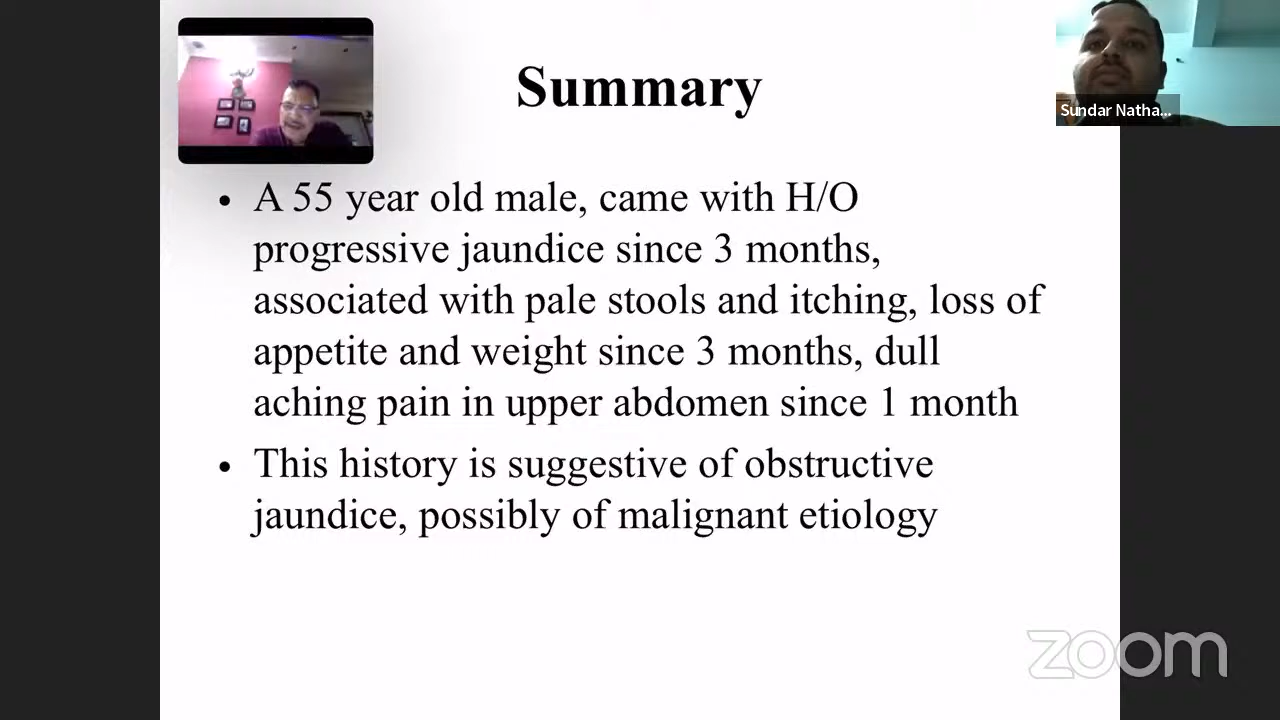 Summary
Sundar Natha...
• A 55 year old male, came with H/O
progressive jaundice since 3 months,
associated with pale stools and itching, loss of
appetite and weight since 3 months, dull
aching pain in upper abdomen since 1 month
• This history is suggestive of obstructive
jaundice, possibly of malignant etiology
zoom